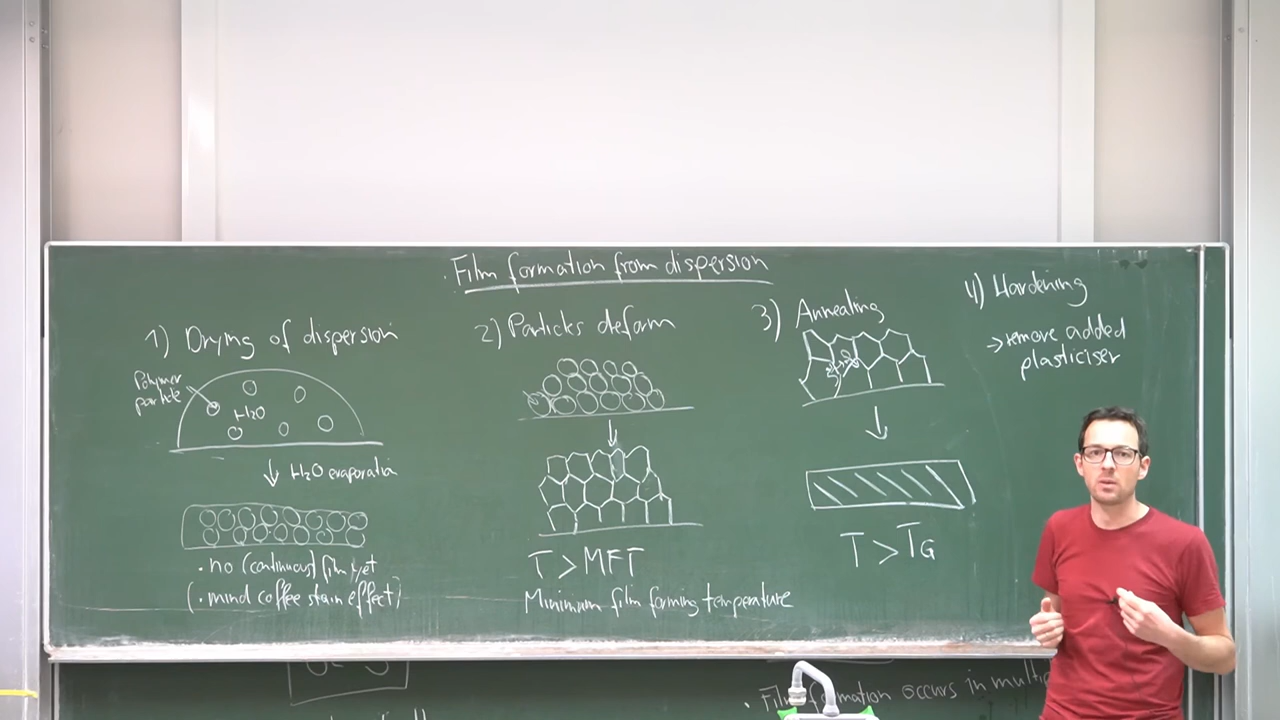 Film formation from dispersion
1) Drying of dispersion
Polymer
particle
H2O
↓ H2O evaporation
• no (continuous) film yet
(• mind coffee stain effect)
2) Particles deform
T > MFT
Minimum film forming temperature
3) Annealing
T > TG
4) Hardening
→ remove added
plasticiser
• Film formation occurs in